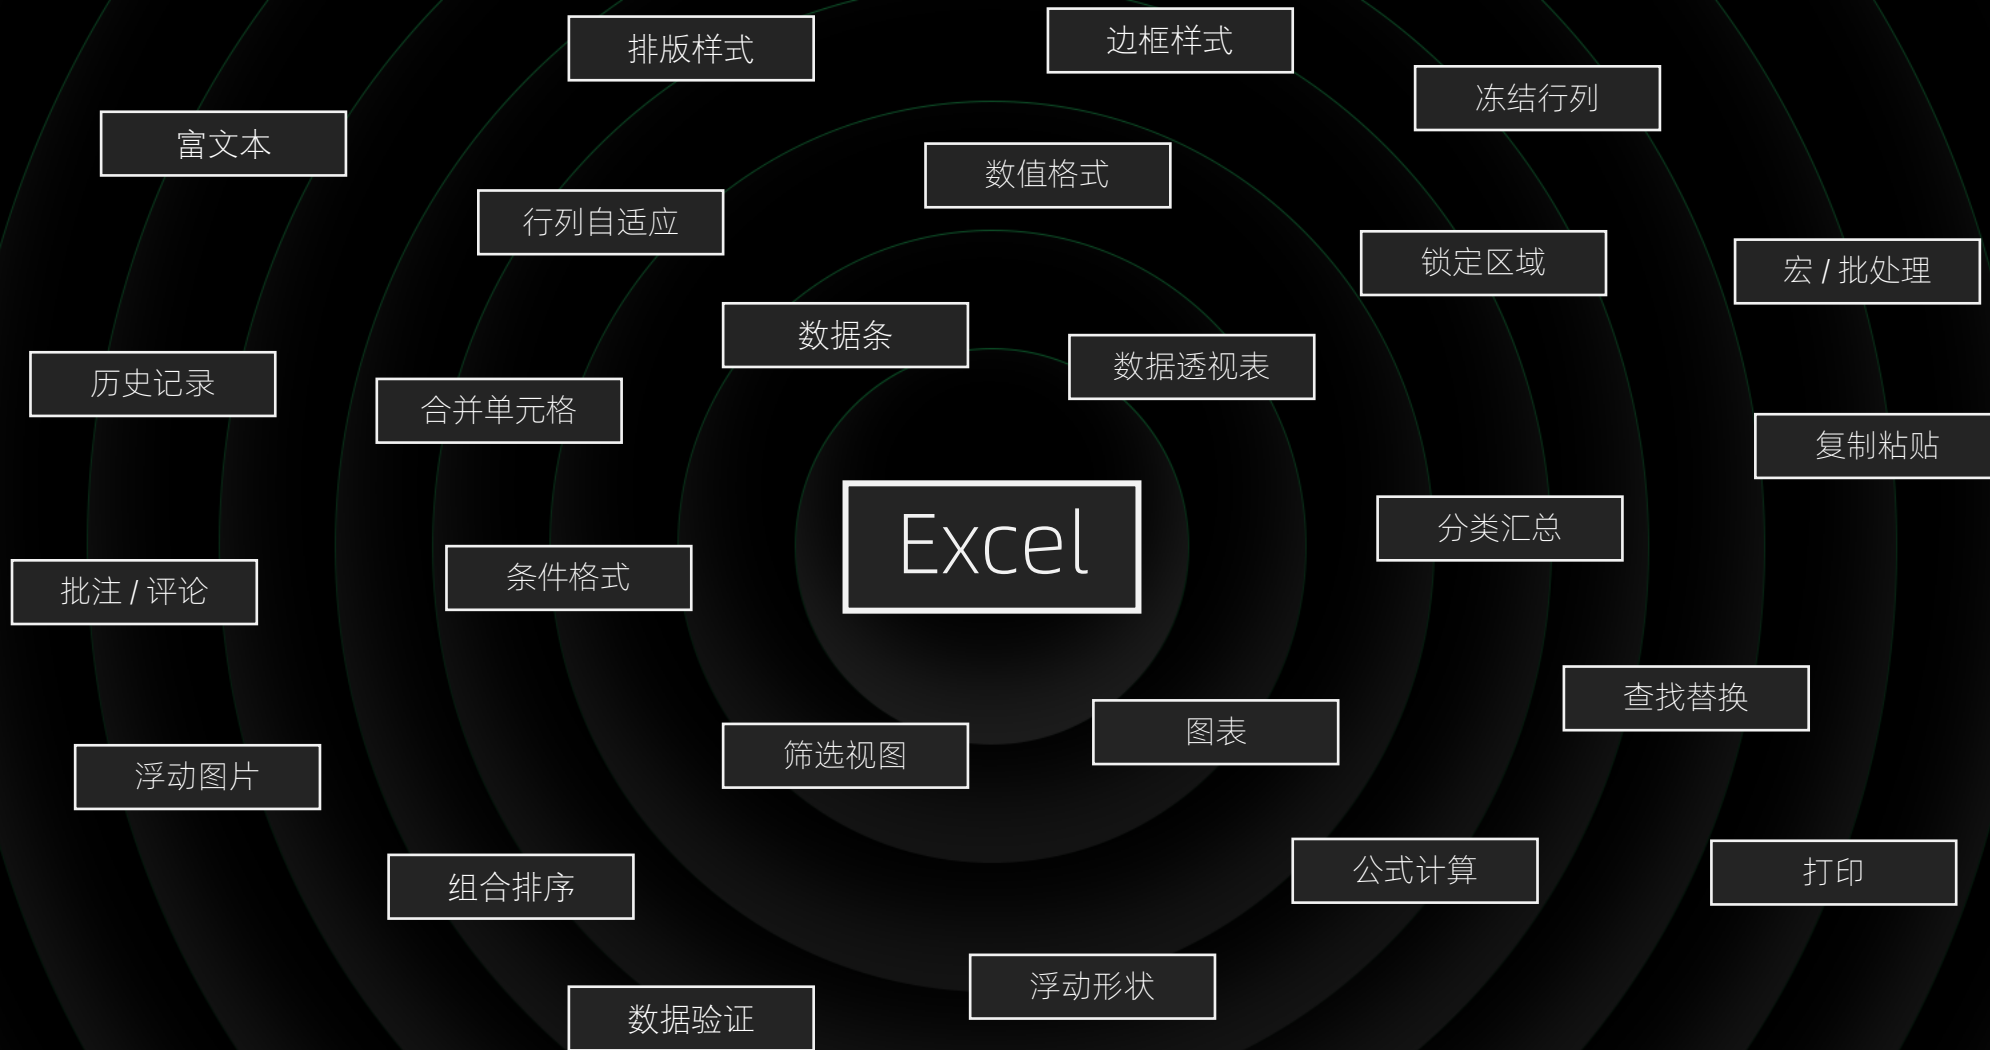 排版样式
边框样式
冻结行列
富文本
数值格式
行列自适应
锁定区域
宏 / 批处理
数据条
数据透视表
历史记录
合并单元格
复制粘贴
Excel
分类汇总
批注 / 评论
条件格式
查找替换
图表
筛选视图
浮动图片
公式计算
打印
组合排序
浮动形状
数据验证